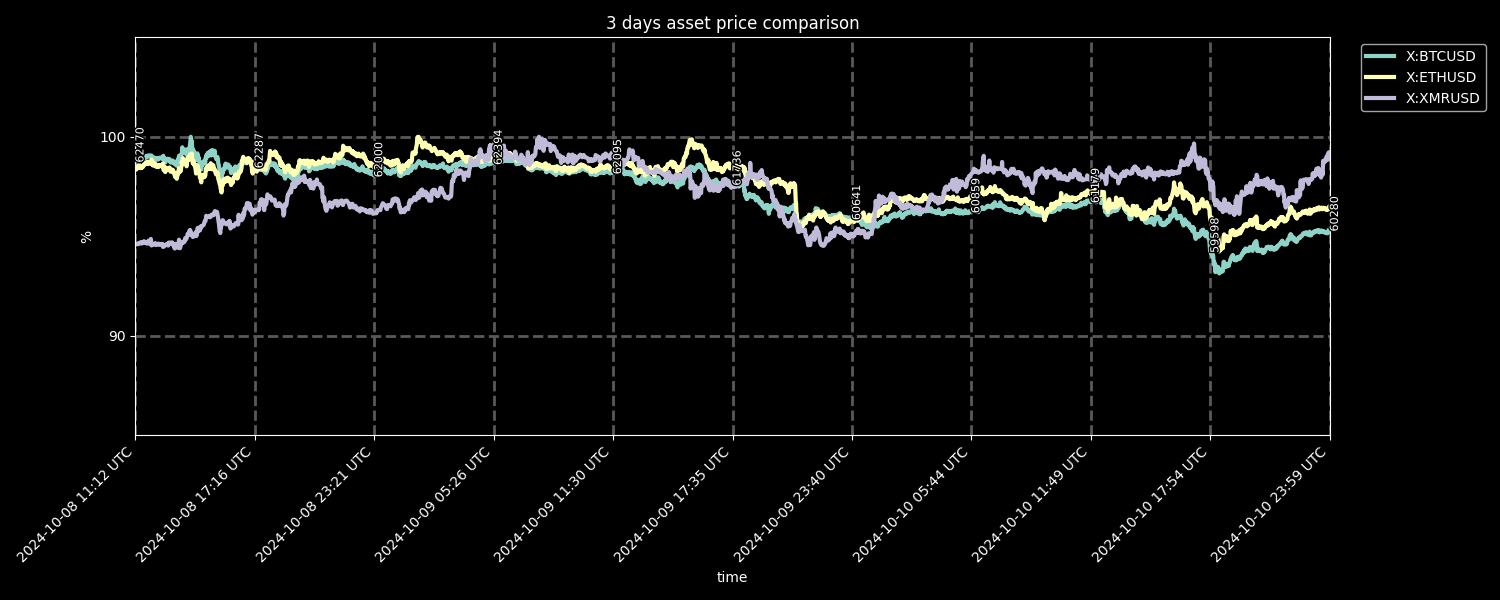 3 days asset price comparison
X:BTCUSD
X:ETHUSD
X:XMRUSD
100
90
%
62470
62287
62000
62394
62095
61736
60641
60859
61179
59598
60280
2024-10-08 11:12 UTC
2024-10-08 17:16 UTC
2024-10-08 23:21 UTC
2024-10-09 05:26 UTC
2024-10-09 11:30 UTC
2024-10-09 17:35 UTC
2024-10-09 23:40 UTC
2024-10-10 05:44 UTC
2024-10-10 11:49 UTC
2024-10-10 17:54 UTC
2024-10-10 23:59 UTC
time